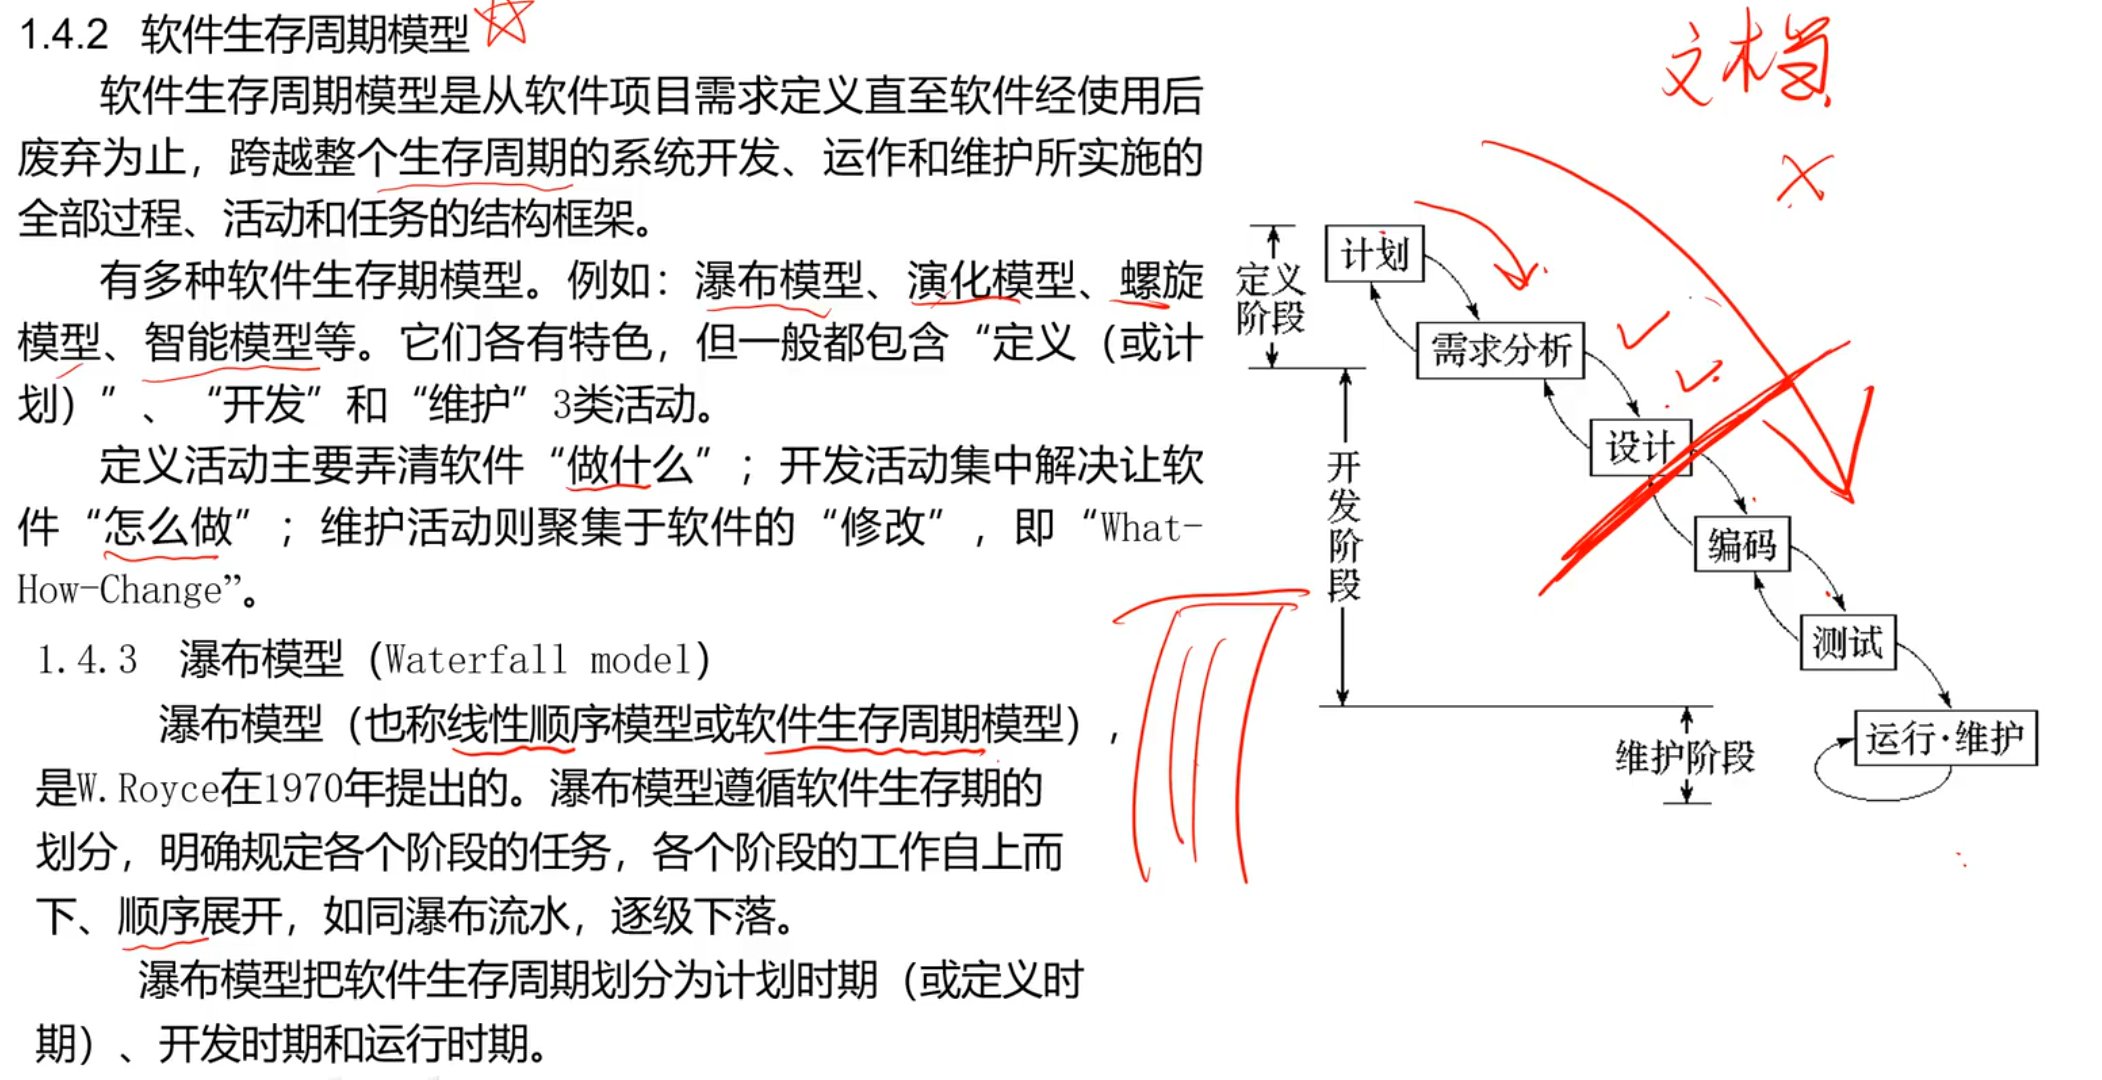 1.4.2 软件生存周期模型
软件生存周期模型是从软件项目需求定义直至软件经使用后
废弃为止，跨越整个生存周期的系统开发、运作和维护所实施的
全部过程、活动和任务的结构框架。
有多种软件生存期模型。例如：瀑布模型、演化模型、螺旋
模型、智能模型等。它们各有特色，但一般都包含“定义（或计
划）”、“开发”和“维护”3类活动。
定义活动主要弄清软件“做什么”；开发活动集中解决让软
件“怎么做”；维护活动则聚集于软件的“修改”，即“What-
How-Change”。
1.4.3 瀑布模型（Waterfall model）
瀑布模型（也称线性顺序模型或软件生存周期模型），
是W.Royce在1970年提出的。瀑布模型遵循软件生存期的
划分，明确规定各个阶段的任务，各个阶段的工作自上而
下、顺序展开，如同瀑布流水，逐级下落。
瀑布模型把软件生存周期划分为计划时期（或定义时
期）、开发时期和运行时期。
文档
定义
阶段
计划
需求分析
开发阶段
设计
编码
测试
维护阶段
运行·维护